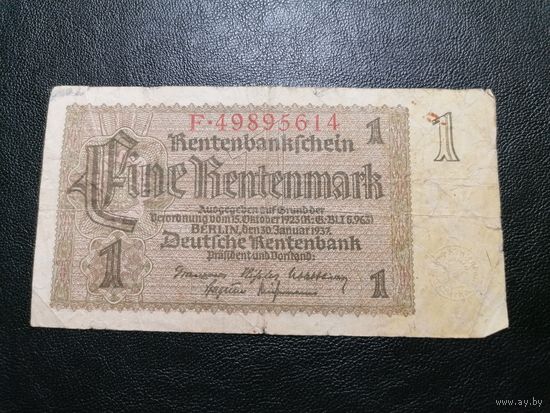 F·49895614
Rentenbankschein
1
1
Eine Rentenmark
Ausgegeben auf Grund der
Verordnung vom 15. Oktober 1923 (R.G.Bl.I S.963)
BERLIN, den 30. Januar 1937.
Deutsche Rentenbank
Präsident und Vorstand:
1
1
www.ay.by